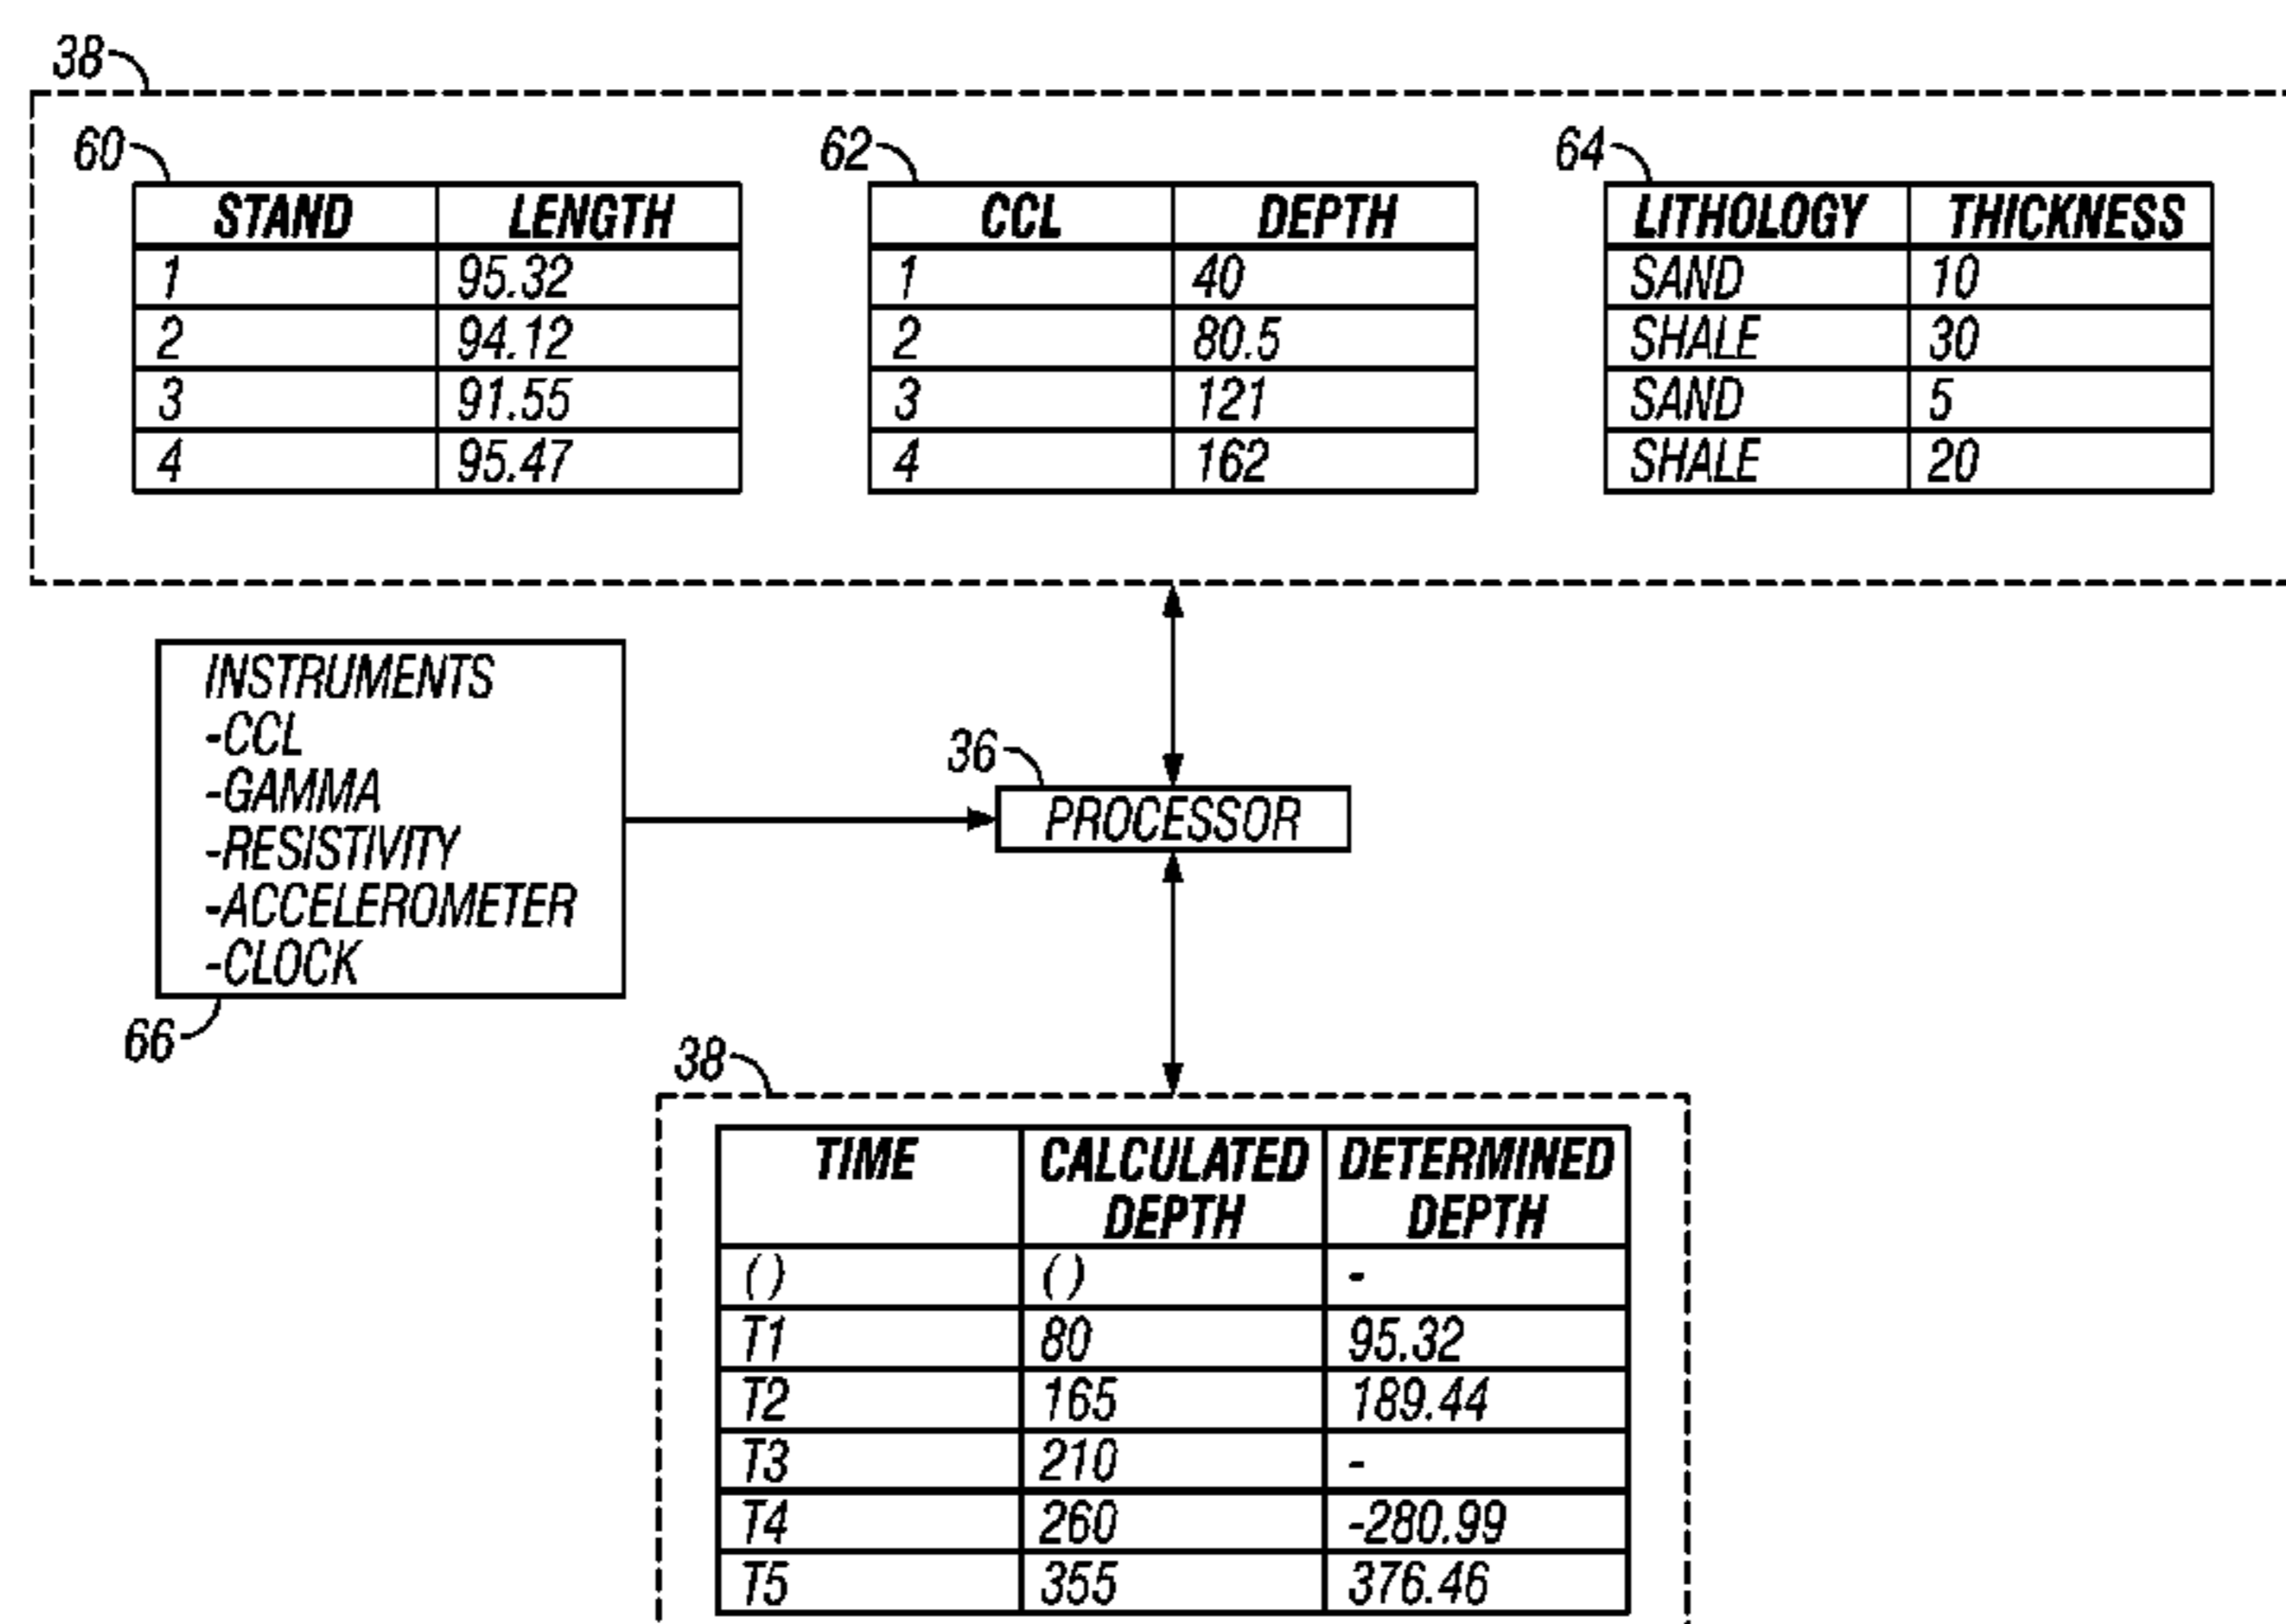 38
60
62
64
STAND LENGTH
1 95.32
2 94.12
3 91.55
4 95.47
CCL DEPTH
1 40
2 80.5
3 121
4 162
LITHOLOGY THICKNESS
SAND 10
SHALE 30
SAND 5
SHALE 20
INSTRUMENTS
-CCL
-GAMMA
-RESISTIVITY
-ACCELEROMETER
-CLOCK
66
36
PROCESSOR
38
TIME CALCULATED DEPTH DETERMINED DEPTH
( ) ( ) -
T1 80 95.32
T2 165 189.44
T3 210 -
T4 260 -280.99
T5 355 376.46